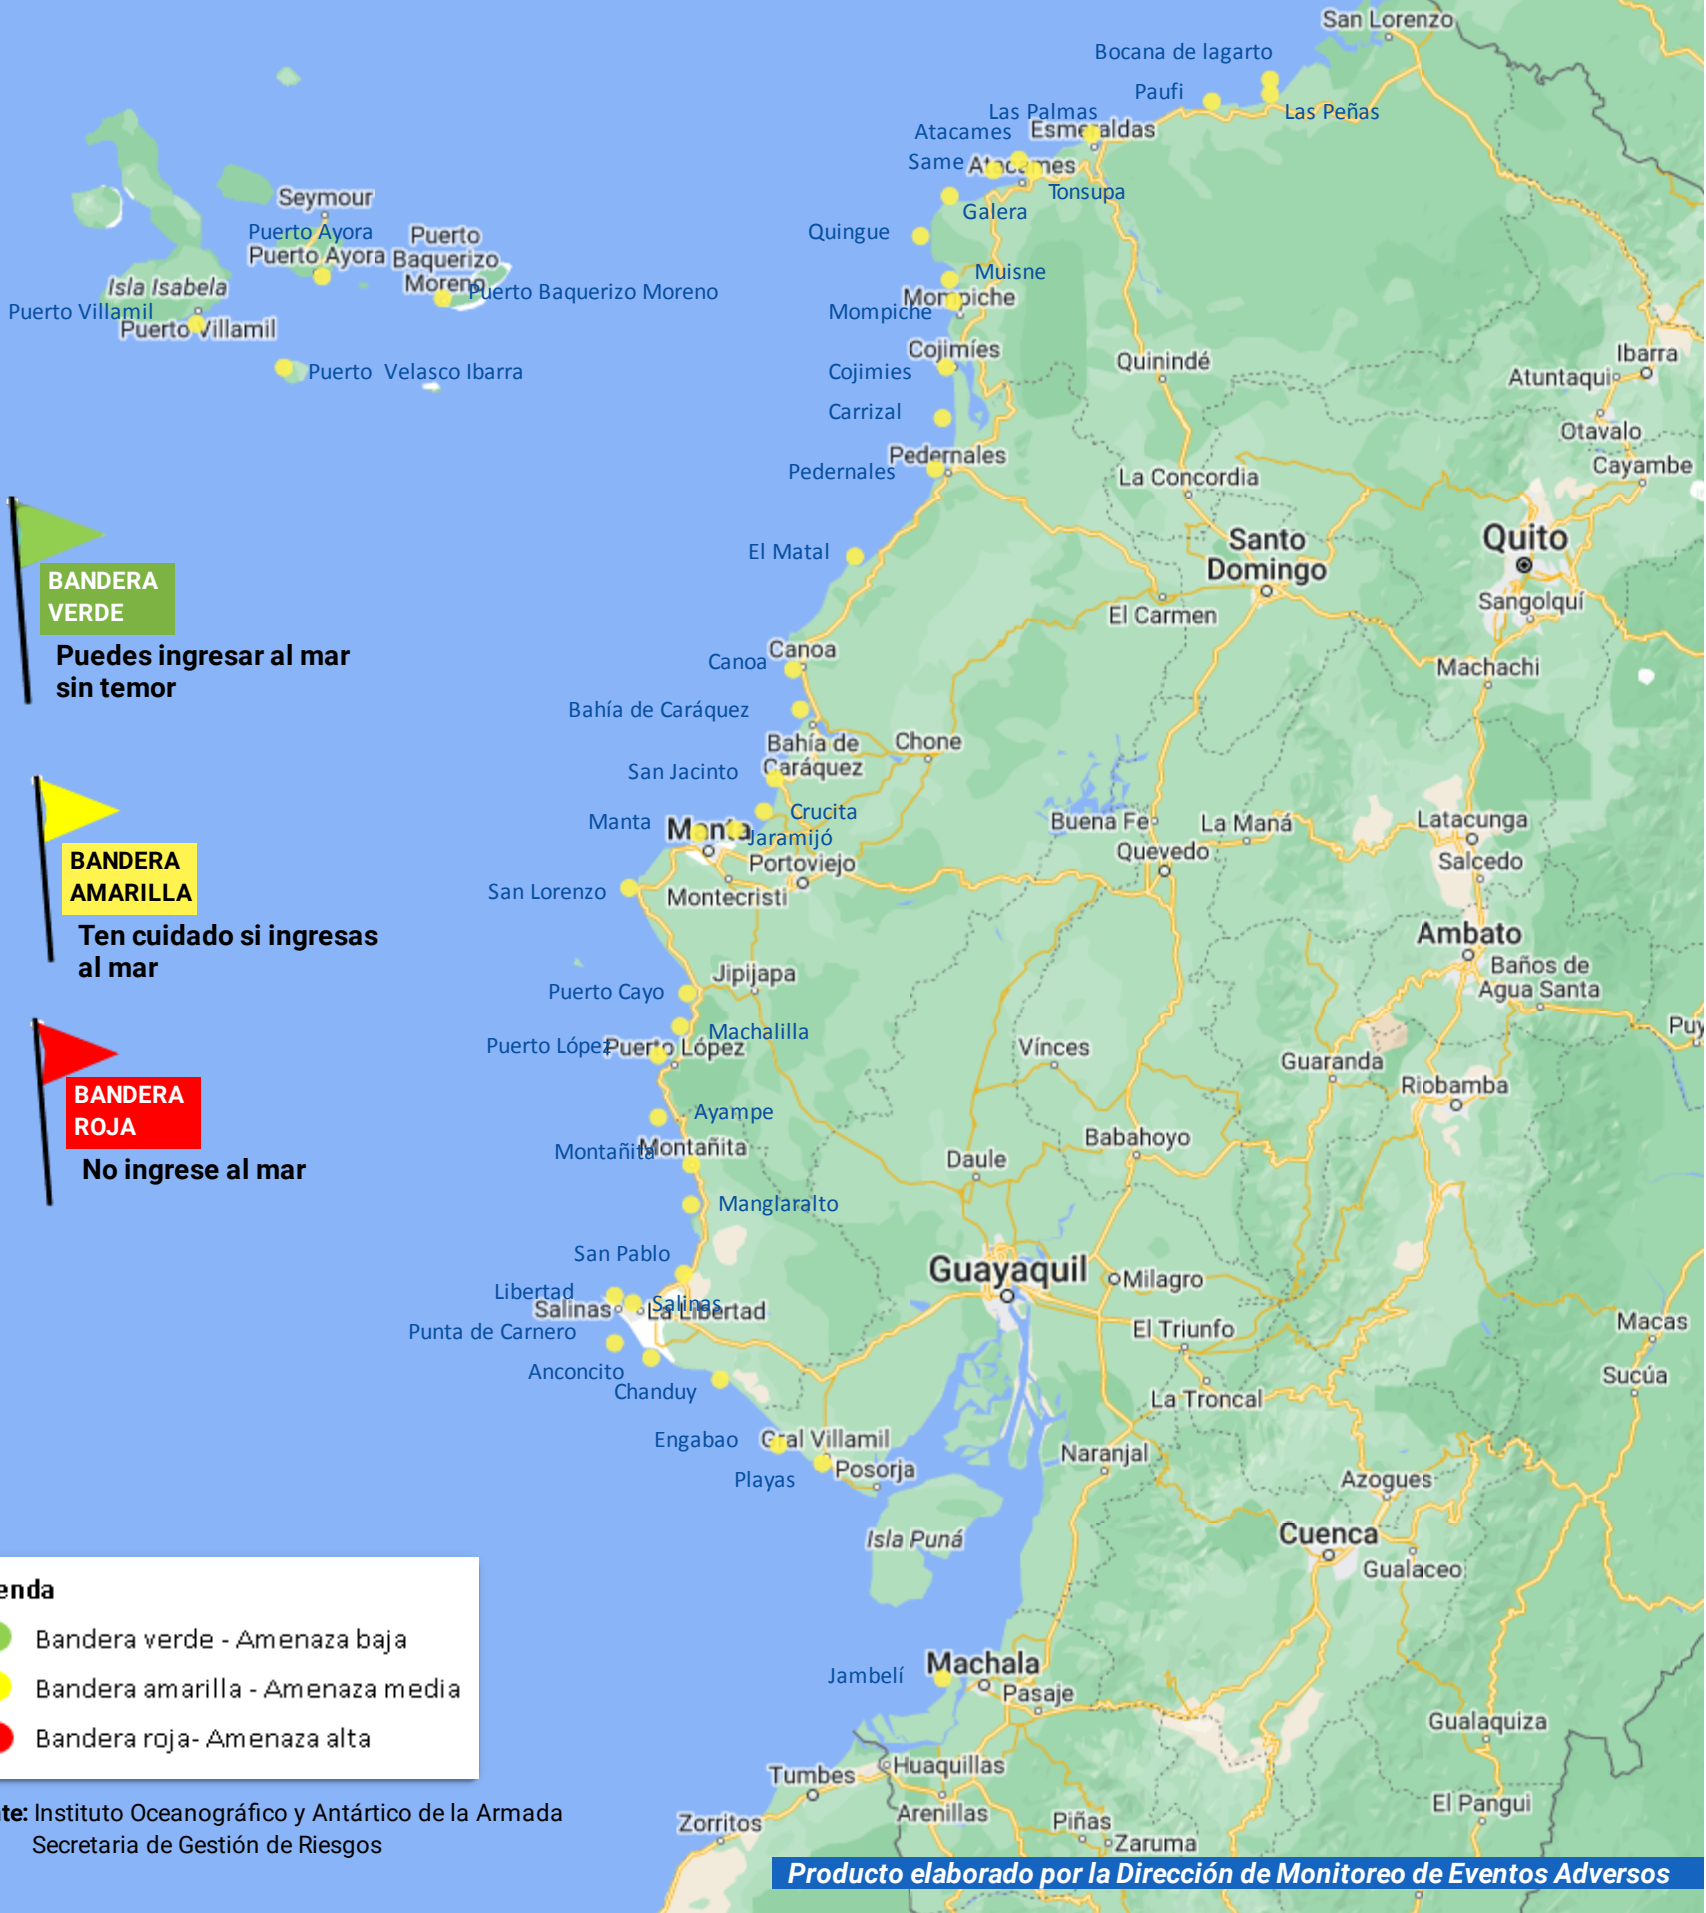 San Lorenzo
Bocana de lagarto
Paufi
Las Peñas
Las Palmas
Atacames
Esmeraldas
Same
Atacames
Tonsupa
Galera
Quingue
Muisne
Mompiche
Mompiche
Cojimíes
Cojimies
Carrizal
Pedernales
Pedernales
El Matal
Canoa
Canoa
Bahía de Caráquez
Bahía de
Caráquez
Chone
San Jacinto
Crucita
Manta
Manta
Jaramijó
Portoviejo
Montecristi
San Lorenzo
Jipijapa
Puerto Cayo
Machalilla
Puerto López
Puerto López
Ayampe
Montañita
Montañita
Manglaralto
San Pablo
Libertad
Salinas
Salinas
La Libertad
Punta de Carnero
Anconcito
Chanduy
Engabao
Gral Villamil
Playas
Posorja
Isla Puná
Jambelí
Machala
Pasaje
Huaquillas
Tumbes
Zorritos
Arenillas
Piñas
Zaruma
Seymour
Puerto Ayora
Puerto Ayora
Puerto
Baquerizo
Moreno
Puerto Baquerizo Moreno
Isla Isabela
Puerto Villamil
Puerto Villamil
Puerto Velasco Ibarra
Quinindé
Ibarra
Atuntaqui
Otavalo
Cayambe
La Concordia
Santo
Domingo
Quito
Sangolquí
El Carmen
Machachi
Buena Fe
La Maná
Latacunga
Quevedo
Salcedo
Ambato
Baños de
Agua Santa
Puy
Vínces
Guaranda
Riobamba
Babahoyo
Daule
Guayaquil
Milagro
El Triunfo
Macas
Sucúa
La Troncal
Naranjal
Azogues
Cuenca
Gualaceo
Gualaquiza
El Pangui
BANDERA
VERDE
Puedes ingresar al mar
sin temor
BANDERA
AMARILLA
Ten cuidado si ingresas
al mar
BANDERA
ROJA
No ingrese al mar
enda
Bandera verde - Amenaza baja
Bandera amarilla - Amenaza media
Bandera roja- Amenaza alta
te: Instituto Oceanográfico y Antártico de la Armada
Secretaria de Gestión de Riesgos
Producto elaborado por la Dirección de Monitoreo de Eventos Adversos